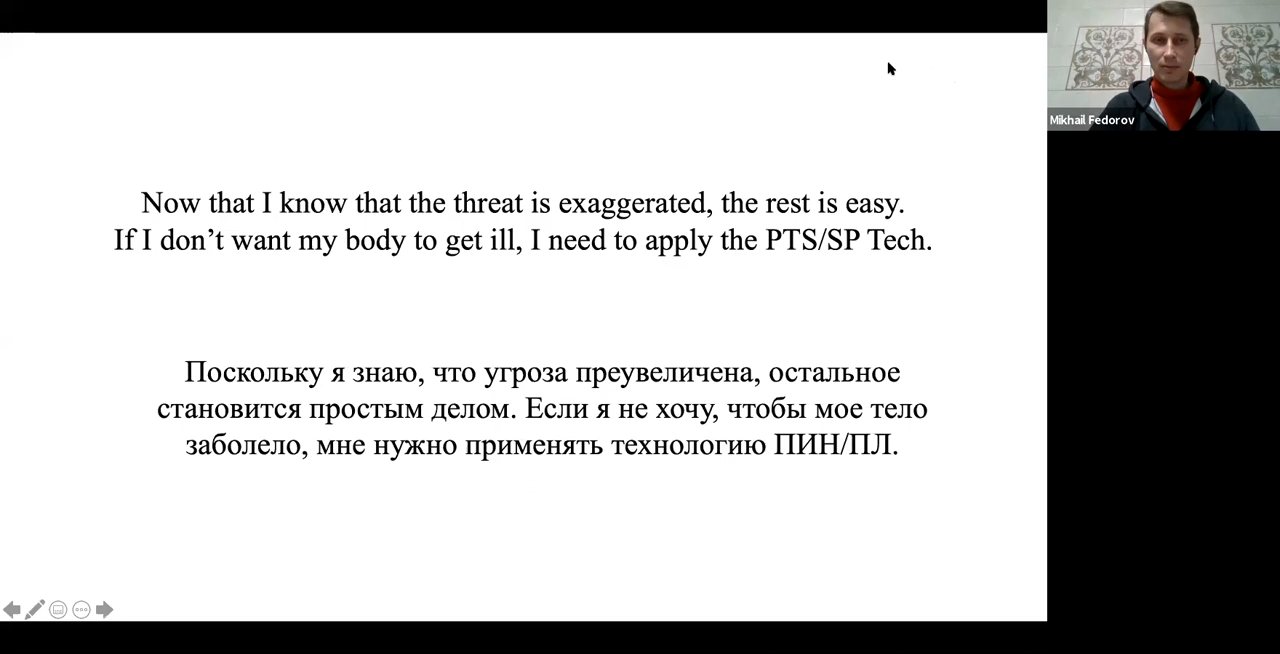 Now that I know that the threat is exaggerated, the rest is easy.
If I don’t want my body to get ill, I need to apply the PTS/SP Tech.
Поскольку я знаю, что угроза преувеличена, остальное
становится простым делом. Если я не хочу, чтобы мое тело
заболело, мне нужно применять технологию ПИН/ПЛ.
Mikhail Fedorov